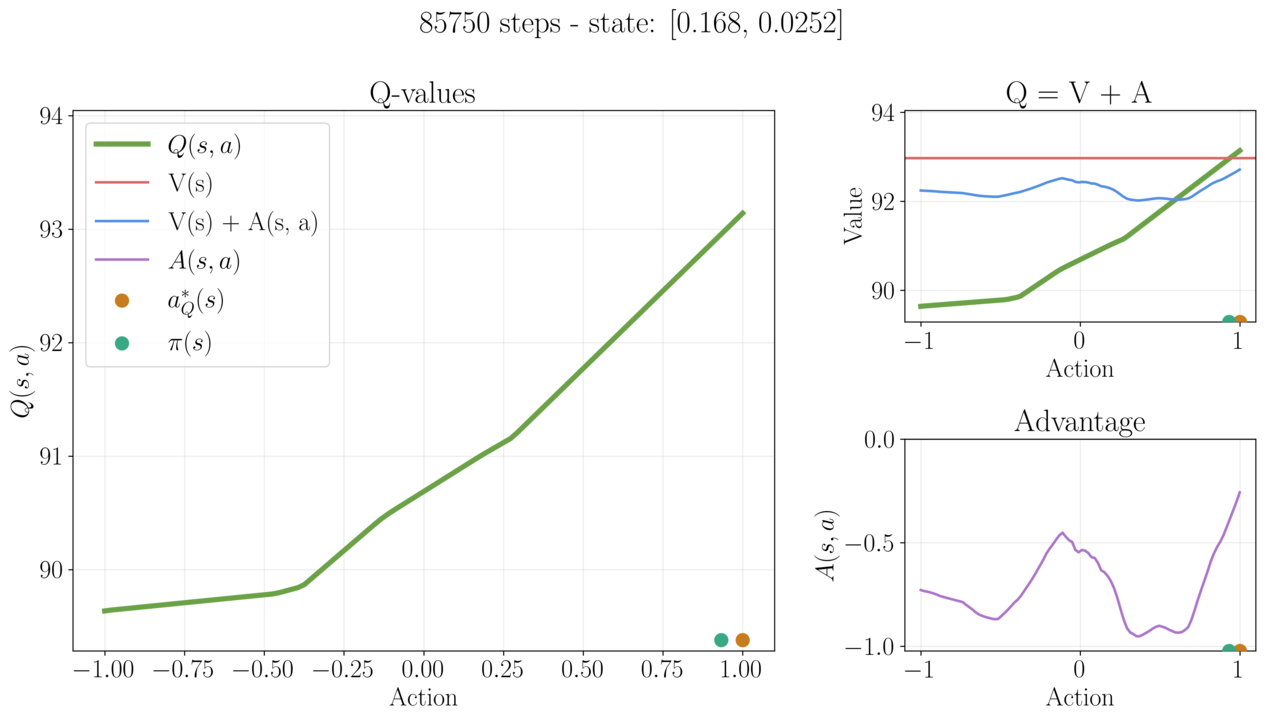 85750 steps - state: [0.168, 0.0252]
Q-values
94
93
92
91
90
Q(s, a)
Q(s, a)
V(s)
V(s) + A(s, a)
A(s, a)
a*Q(s)
π(s)
−1.00 −0.75 −0.50 −0.25 0.00 0.25 0.50 0.75 1.00
Action
Q = V + A
94
92
90
Value
−1 0 1
Action
Advantage
0.0
−0.5
−1.0
A(s, a)
−1 0 1
Action